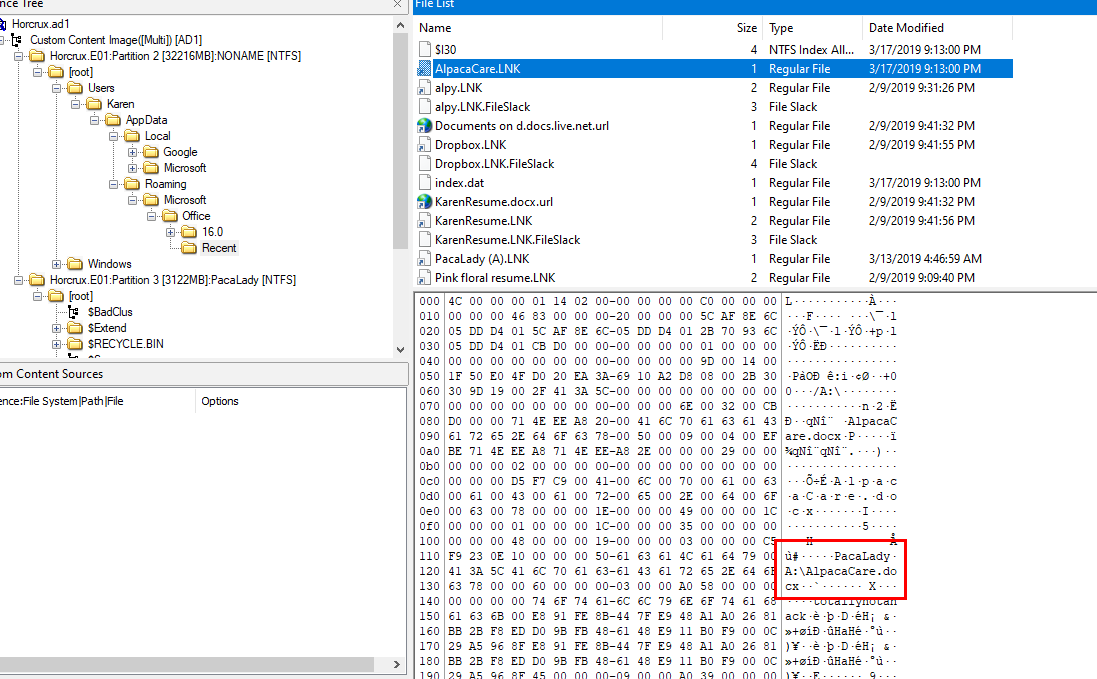 nce Tree
Horcrux.ad1
Custom Content Image([Multi]) [AD1]
Horcrux.E01:Partition 2 [32216MB]:NONAME [NTFS]
[root]
Users
Karen
AppData
Local
Google
Microsoft
Roaming
Microsoft
Office
16.0
Recent
Windows
Horcrux.E01:Partition 3 [3122MB]:PacaLady [NTFS]
[root]
$BadClus
$Extend
$RECYCLE.BIN
om Content Sources
ence:File System|Path|File Options
File List
Name Size Type Date Modified
$I30 4 NTFS Index All... 3/17/2019 9:13:00 PM
AlpacaCare.LNK 1 Regular File 3/17/2019 9:13:00 PM
alpy.LNK 2 Regular File 2/9/2019 9:31:26 PM
alpy.LNK.FileSlack 3 File Slack
Documents on d.docs.live.net.url 1 Regular File 2/9/2019 9:41:32 PM
Dropbox.LNK 1 Regular File 2/9/2019 9:41:55 PM
Dropbox.LNK.FileSlack 4 File Slack
index.dat 1 Regular File 3/17/2019 9:13:00 PM
KarenResume.docx.url 1 Regular File 2/9/2019 9:41:32 PM
KarenResume.LNK 2 Regular File 2/9/2019 9:41:56 PM
KarenResume.LNK.FileSlack 3 File Slack
PacaLady (A).LNK 1 Regular File 3/13/2019 4:46:59 AM
Pink floral resume.LNK 2 Regular File 2/9/2019 9:09:40 PM
000 4C 00 00 00 01 14 02 00-00 00 00 00 C0 00 00 00 L··········À···
010 00 00 00 46 83 00 00 00-20 00 00 00 5C AF 8E 6C ···F···· ···\¯·l
020 05 DD D4 01 5C AF 8E 6C-05 DD D4 01 2B 70 93 6C ·ÝÔ·\¯·l·ÝÔ·+p·l
030 05 DD D4 01 CB D0 00 00-00 00 00 00 01 00 00 00 ·ÝÔ·ËÐ··········
040 00 00 00 00 00 00 00 00-00 00 00 00 9D 00 14 00 ················
050 1F 50 E0 4F D0 20 EA 3A-69 10 A2 D8 08 00 2B 30 ·PàOÐ ê:i·¢Ø··+0
060 30 9D 19 00 2F 41 3A 5C-00 00 00 00 00 00 00 00 0···/A:\········
070 00 00 00 00 00 00 00 00-00 00 00 6E 00 32 00 CB ···········n·2·Ë
080 D0 00 00 71 4E EE A8 20-00 41 6C 70 61 63 61 43 Ð··qNî¨ ·AlpacaC
090 61 72 65 2E 64 6F 63 78-00 50 00 09 00 04 00 EF are.docx·P·····ï
0a0 BE 71 4E EE A8 71 4E EE-A8 2E 00 00 00 29 00 00 ¾qNî¨qNî¨.···)··
0b0 00 00 00 02 00 00 00 00-00 00 00 00 00 00 00 00 ················
0c0 00 00 00 D5 F7 C9 00 41-00 6C 00 70 00 61 00 63 ···Õ÷É·A·l·p·a·c
0d0 00 61 00 43 00 61 00 72-00 65 00 2E 00 64 00 6F ·a·C·a·r·e·.·d·o
0e0 00 63 00 78 00 00 00 1E-00 00 00 49 00 00 00 1C ·c·x·······I····
0f0 00 00 00 01 00 00 00 1C-00 00 00 35 00 00 00 00 ···········5····
100 00 00 00 48 00 00 00 19-00 00 00 03 00 00 00 C5 ···H···········Å
110 F9 23 0E 10 00 00 00 50-61 63 61 4C 61 64 79 00 ù#·····PacaLady·
120 41 3A 5C 41 6C 70 61 63-61 43 61 72 65 2E 64 6F A:\AlpacaCare.do
130 63 78 00 00 60 00 00 00-03 00 00 A0 58 00 00 00 cx··`······ X···
140 00 00 00 00 74 6F 74 61-6C 6C 79 6E 6F 74 61 68 ····totallynotah
150 61 63 6B 00 E8 91 FE 8B-44 7F E9 48 A1 A0 26 81 ack·è·þ·D·éH¡ &·
160 BB 2B F8 ED D0 9B FB 48-61 48 E9 11 B0 F9 00 0C »+øíÐ·ûHaHé·°ù··
170 29 A5 96 8F E8 91 FE 8B-44 7F E9 48 A1 A0 26 81 )¥··è·þ·D·éH¡ &·
180 BB 2B F8 ED D0 9B FB 48-61 48 E9 11 B0 F9 00 0C »+øíÐ·ûHaHé·°ù··
190 29 A5 96 8F 45 00 00 00-09 00 00 A0 39 00 00 00 )¥··E······ 9···